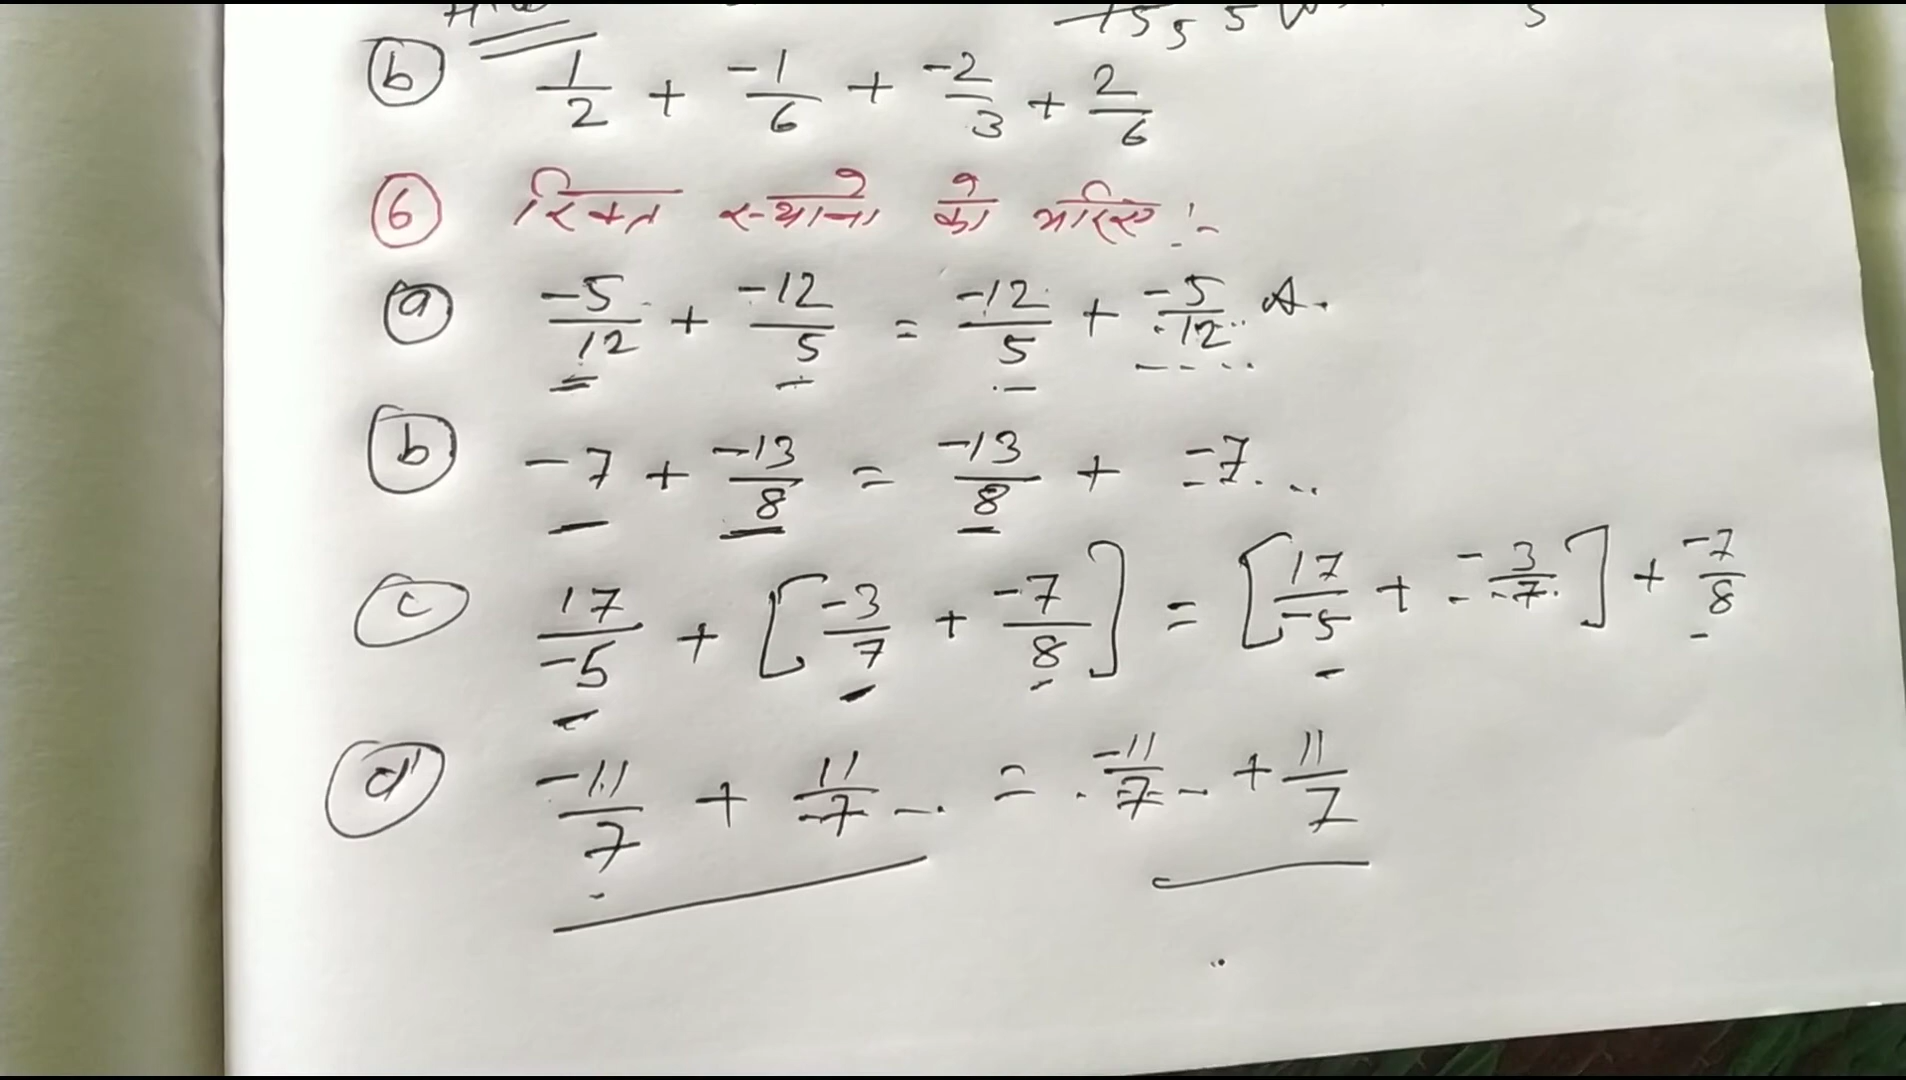 (b) 1/2 + -1/6 + -2/3 + 2/6
(6) रिक्त स्थानों को भरिए :-
(a) -5/12 + -12/5 = -12/5 + -5/12 A.
(b) -7 + -13/8 = -13/8 + -7...
(c) 17/-5 + [-3/7 + -7/8] = [17/-5 + -3/7] + -7/8
(d) -11/7 + 11/7 = -11/7 + 11/7